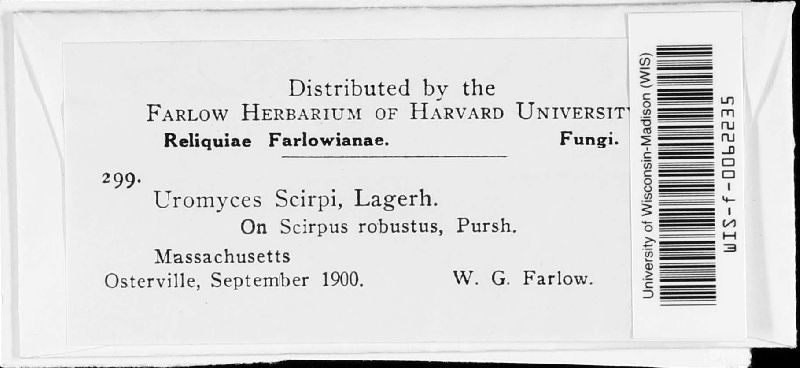 Distributed by the
FARLOW HERBARIUM OF HARVARD UNIVERSIT
Reliquiae Farlowianae. Fungi.
299.
Uromyces Scirpi, Lagerh.
On Scirpus robustus, Pursh.
Massachusetts
Osterville, September 1900. W. G. Farlow.
University of Wisconsin-Madison (WIS)
WIS-f-0062235